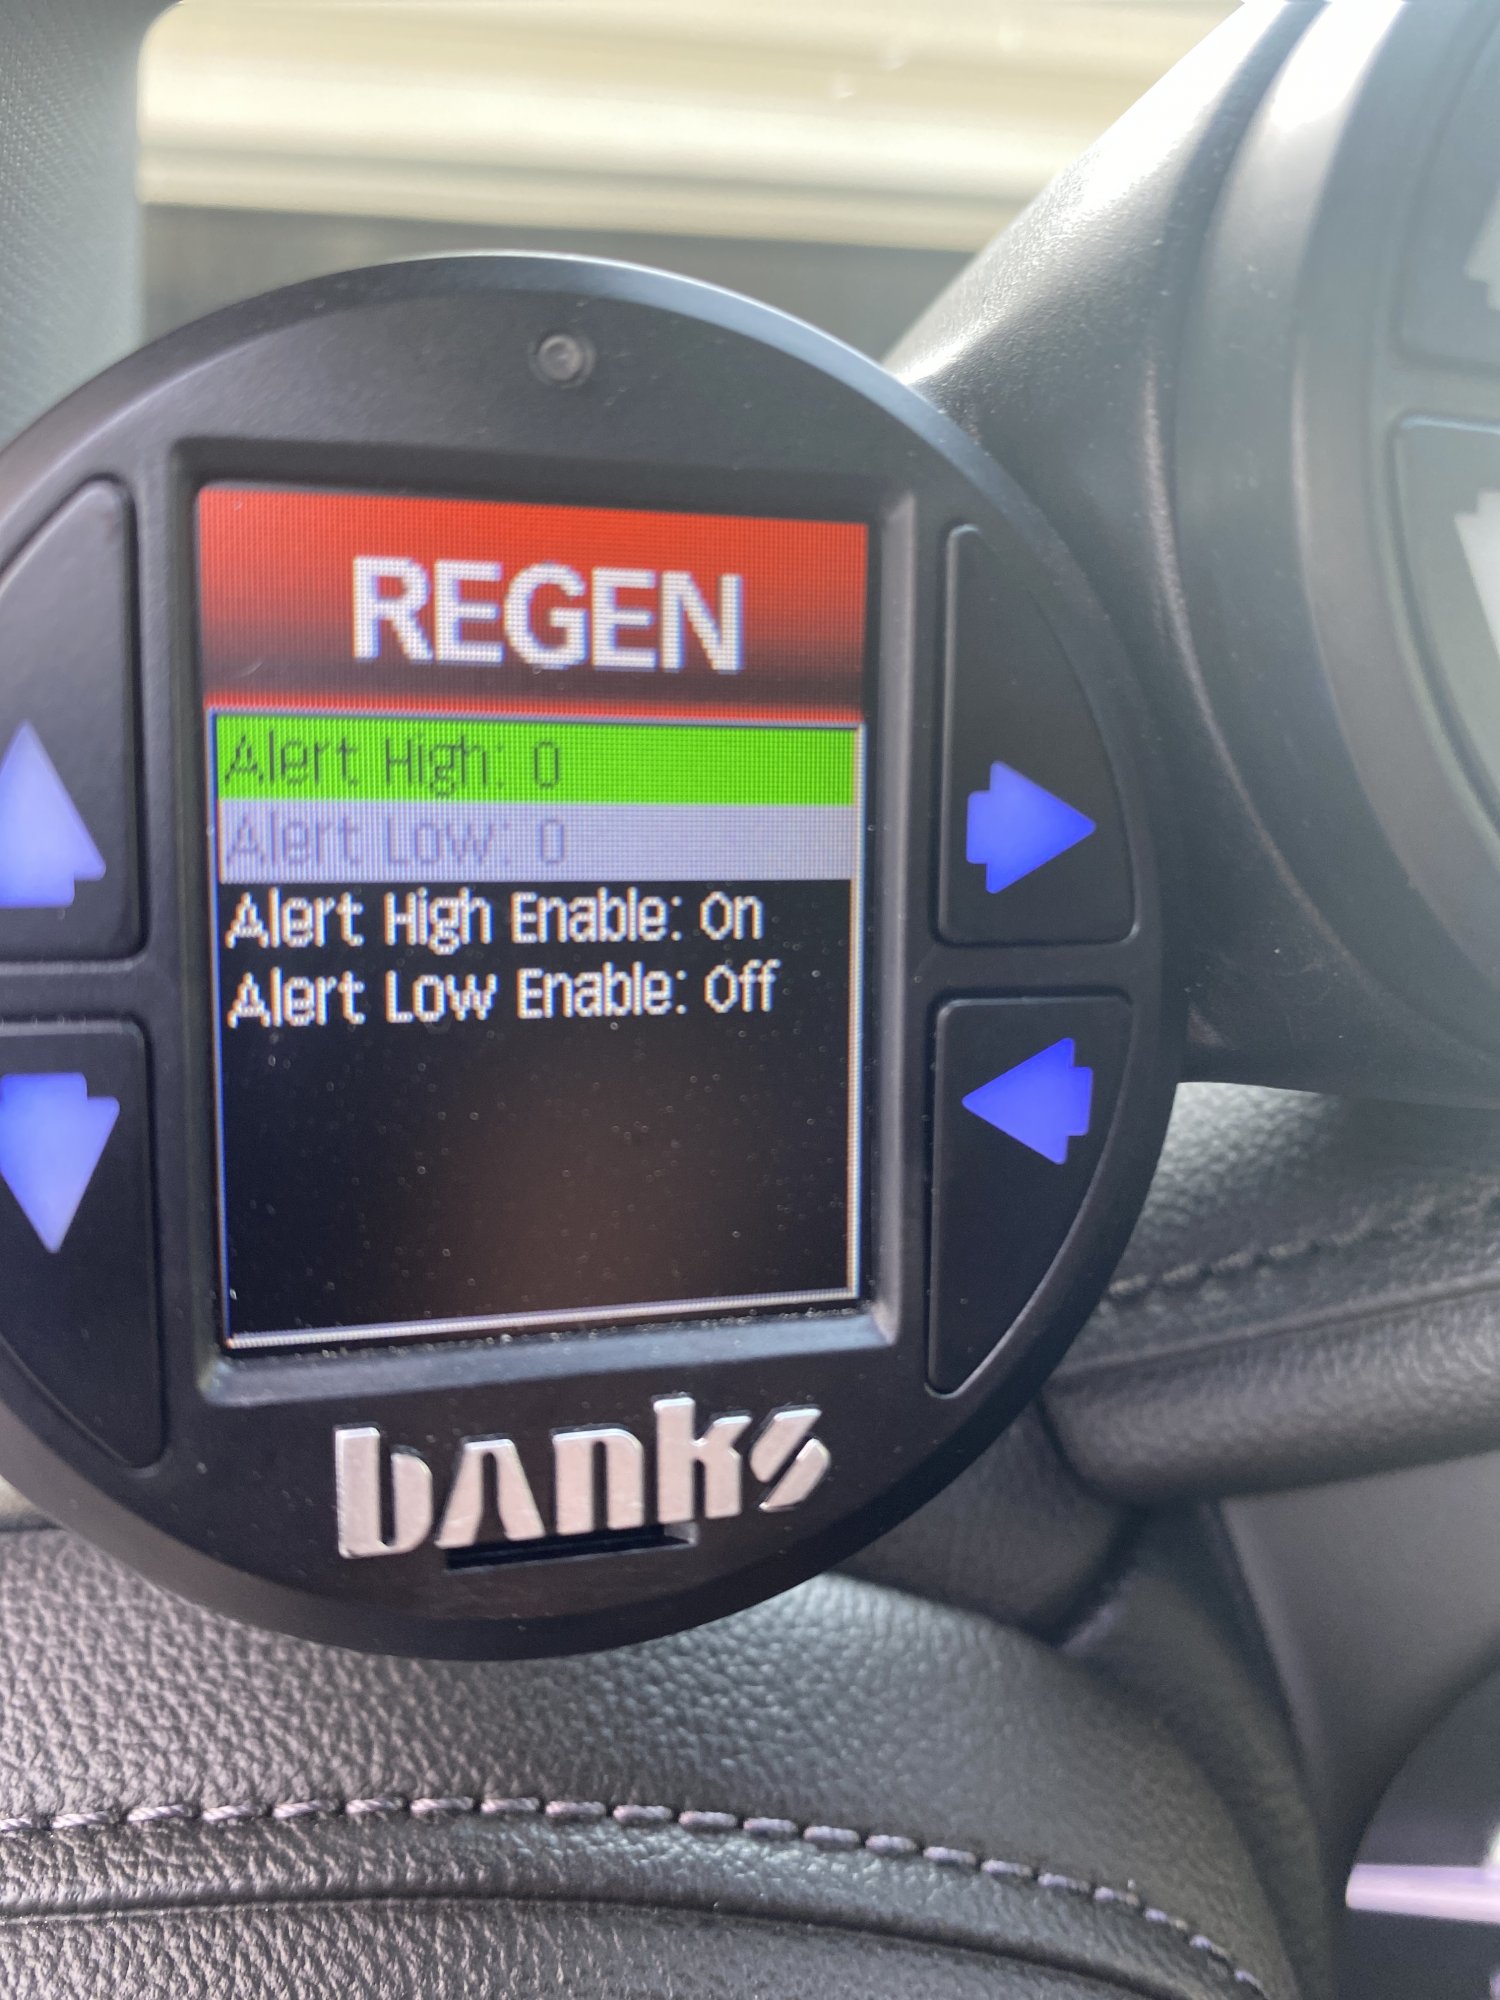 REGEN
Alert High: 0
Alert Low: 0
Alert High Enable: On
Alert Low Enable: Off
banks